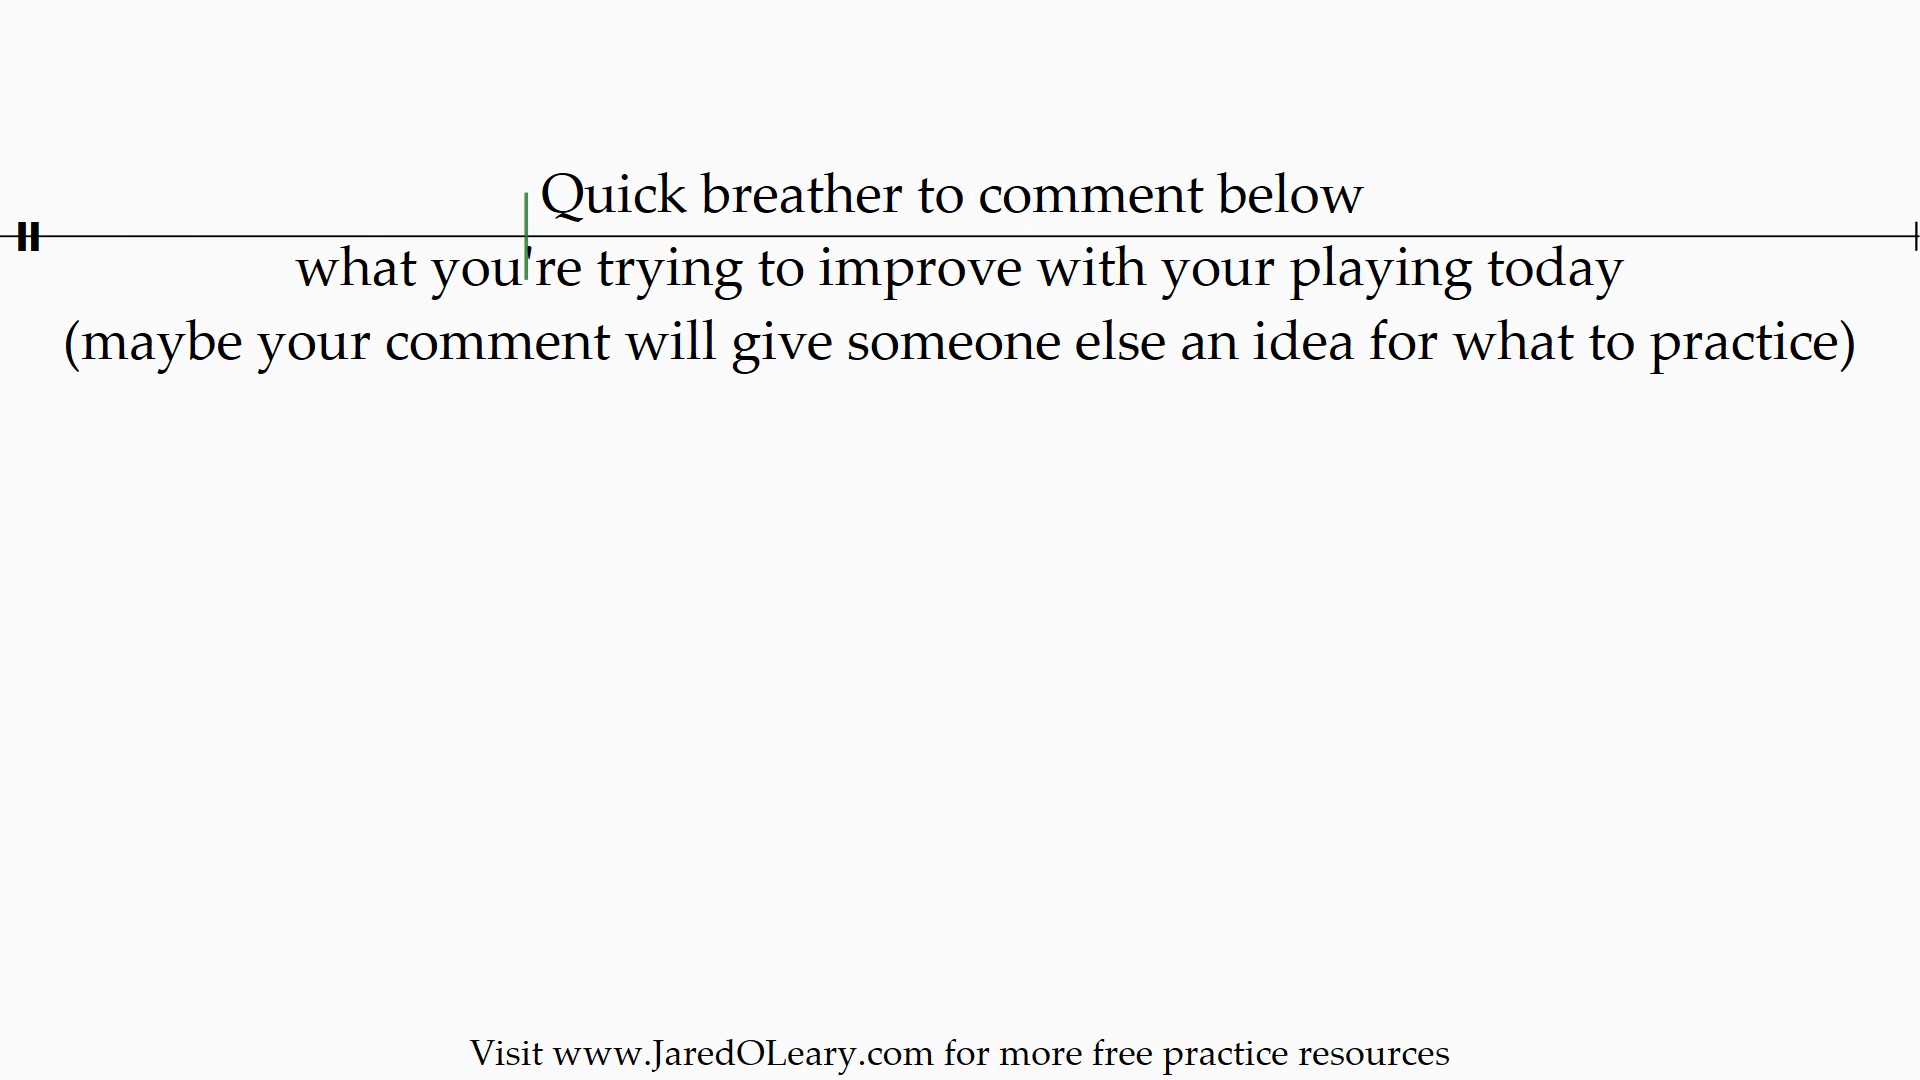 Quick breather to comment below
what you're trying to improve with your playing today
(maybe your comment will give someone else an idea for what to practice)
Visit www.JaredOLeary.com for more free practice resources